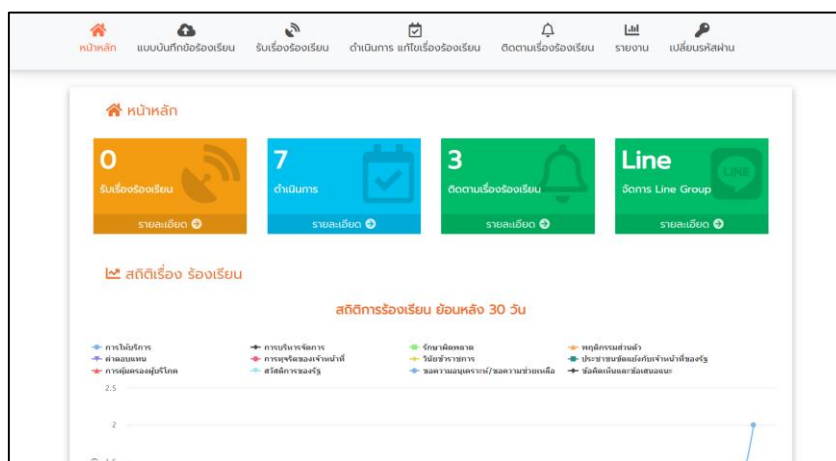 หน้าหลัก แบบบันทึกข้อร้องเรียน รับเรื่องร้องเรียน ดำเนินการ แก้ไขเรื่องร้องเรียน ติดตามเรื่องร้องเรียน รายงาน เปลี่ยนรหัสผ่าน
หน้าหลัก
0 7 3 Line
รับเรื่องร้องเรียน ดำเนินการ ติดตามเรื่องร้องเรียน จัดการ Line Group
LINE
รายละเอียด รายละเอียด รายละเอียด รายละเอียด
สถิติเรื่อง ร้องเรียน
สถิติการร้องเรียน ย้อนหลัง 30 วัน
การให้บริการ การบริหารจัดการ รักษาผิดพลาด พฤติกรรมส่วนตัว
ค่าตอบแทน การทุจริตของเจ้าหน้าที่ วินัยข้าราชการ ประชาชนขัดแย้งกับเจ้าหน้าที่ของรัฐ
การคุ้มครองผู้บริโภค สวัสดิการของรัฐ ขอความอนุเคราะห์/ขอความช่วยเหลือ ข้อคิดเห็นและข้อเสนอแนะ
2.5
2